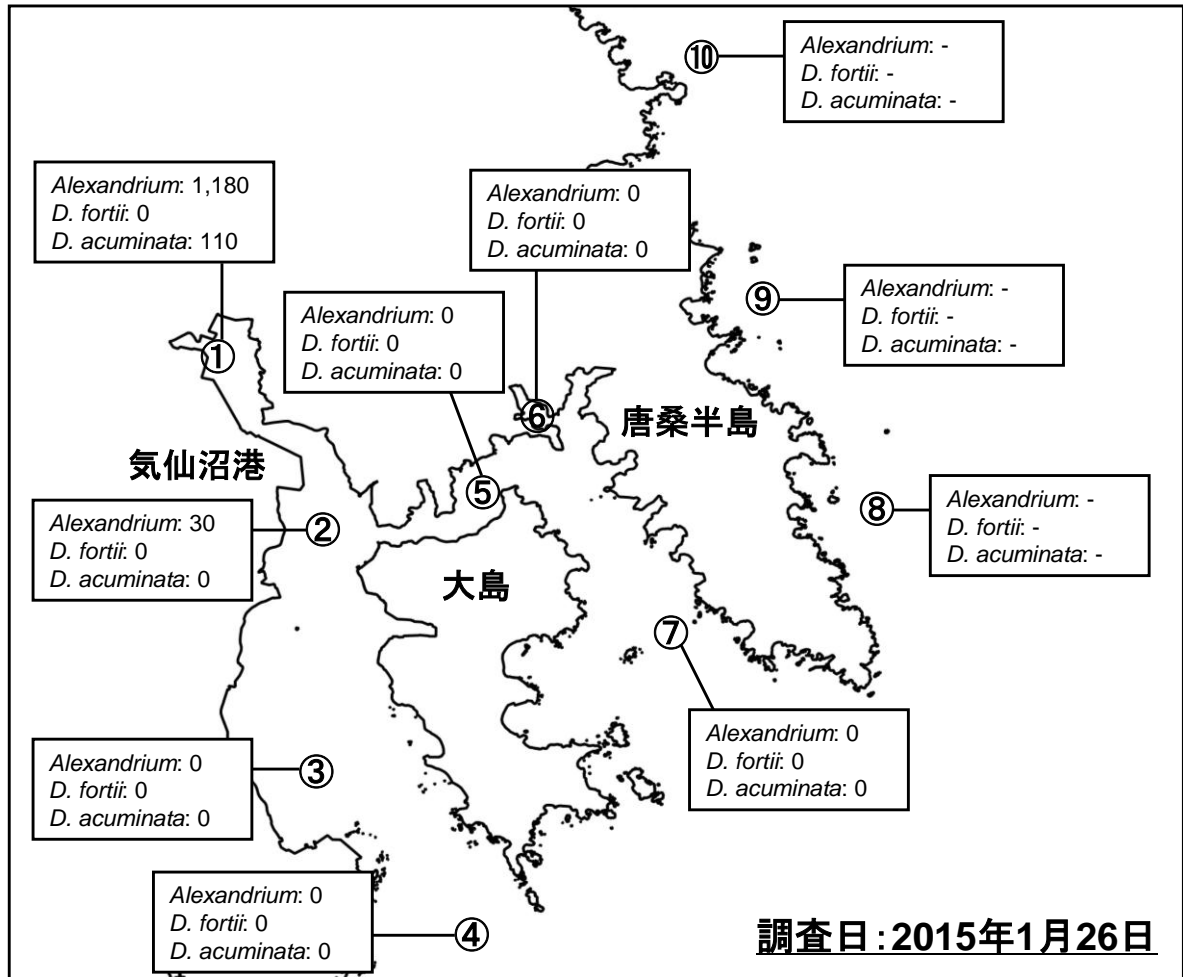 ⑩
Alexandrium: -
D. fortii: -
D. acuminata: -
Alexandrium: 1,180
D. fortii: 0
D. acuminata: 110
①
Alexandrium: 0
D. fortii: 0
D. acuminata: 0
⑥
Alexandrium: -
D. fortii: -
D. acuminata: -
⑨
Alexandrium: 0
D. fortii: 0
D. acuminata: 0
⑤
唐桑半島
気仙沼港
Alexandrium: 30
D. fortii: 0
D. acuminata: 0
②
Alexandrium: -
D. fortii: -
D. acuminata: -
⑧
大島
⑦
Alexandrium: 0
D. fortii: 0
D. acuminata: 0
Alexandrium: 0
D. fortii: 0
D. acuminata: 0
③
Alexandrium: 0
D. fortii: 0
D. acuminata: 0
④
調査日:2015年1月26日